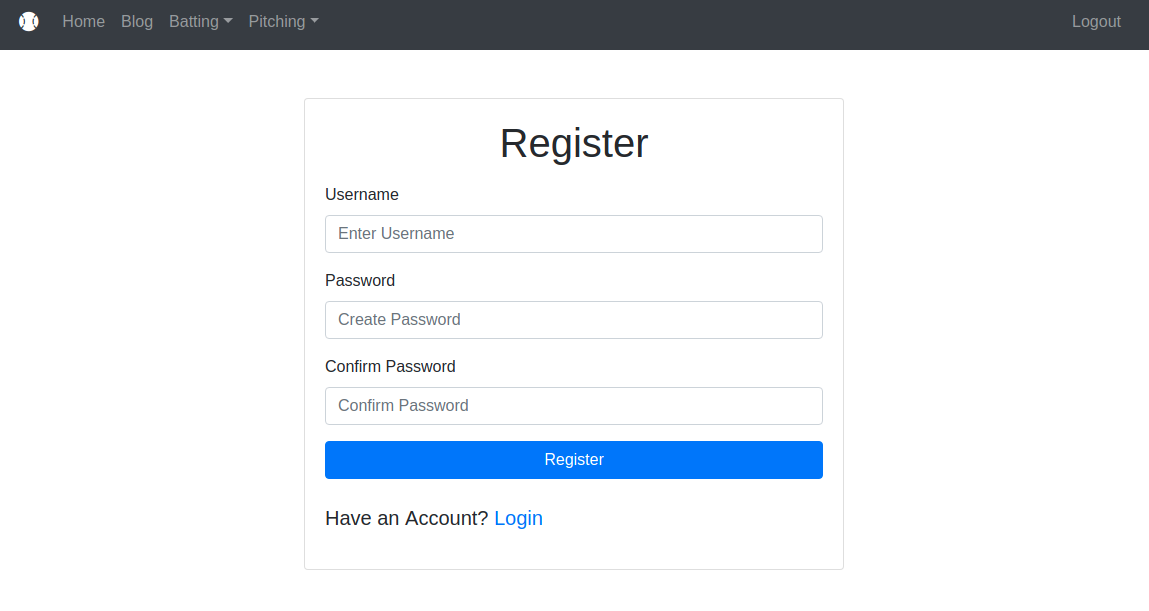 Home Blog Batting Pitching Logout
Register
Username
Enter Username
Password
Create Password
Confirm Password
Confirm Password
Register
Have an Account? Login